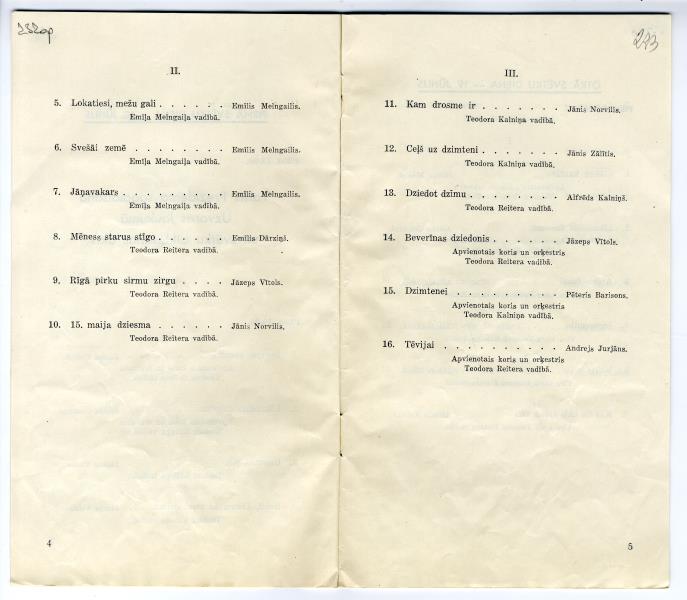 II.
5. Lokatiesi, mežu gali . . . . . . Emilis Melngailis.
Emiļa Melngaiļa vadībā.
6. Svešāi zemē . . . . . . . . Emilis Melngailis.
Emiļa Melngaiļa vadībā.
7. Jāņavakars . . . . . . . . . Emilis Melngailis.
Emiļa Melngaiļa vadībā.
8. Mēness starus stīgo . . . . . . Emilis Dārziņš.
Teodora Reitera vadībā.
9. Rīgā pirku sirmu zirgu . . . . Jāzeps Vītols.
Teodora Reitera vadībā.
10. 15. maija dziesma . . . . . . Jānis Norvilis.
Teodora Reitera vadībā.
4
223
III.
11. Kam drosme ir . . . . . . . Jānis Norvilis.
Teodora Kalniņa vadībā.
12. Ceļš uz dzimteni . . . . . . . Jānis Zālītis.
Teodora Kalniņa vadībā.
13. Dziedot dzīmu . . . . . . . . Alfrēds Kalniņš.
Teodora Reitera vadībā.
14. Beverīnas dziedonis . . . . . . Jāzeps Vītols.
Apvienotais koris un orķestris
Teodora Reitera vadībā.
15. Dzimtenei . . . . . . . . . Pēteris Barisons.
Apvienotais koris un orķestris
Teodora Kalniņa vadībā.
16. Tēvijai . . . . . . . . . . Andrejs Jurjāns.
Apvienotais koris un orķestris
Teodora Reitera vadībā.
5